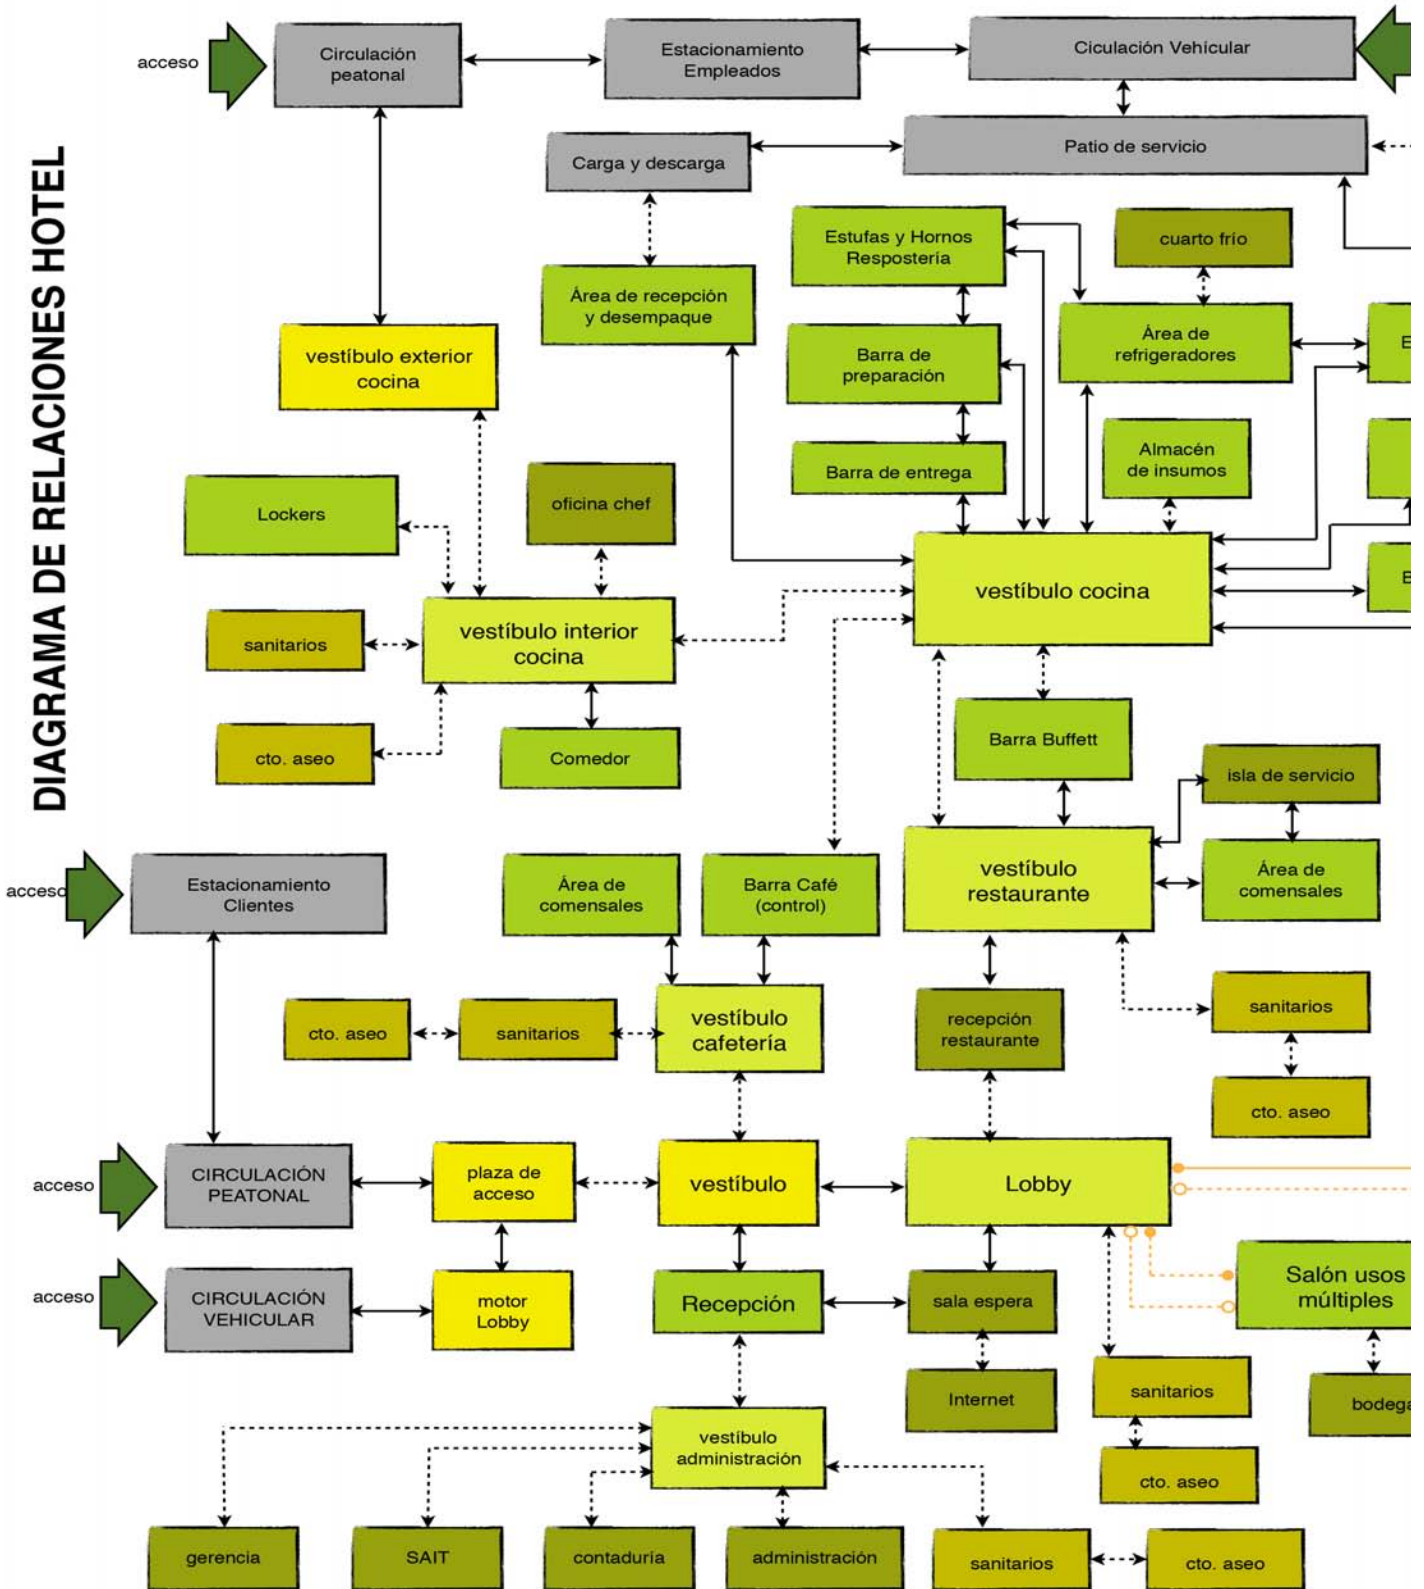 DIAGRAMA DE RELACIONES HOTEL
acceso
Circulación
peatonal
Estacionamiento
Empleados
Ciculación Vehicular
Carga y descarga
Patio de servicio
Estufas y Hornos
Respostería
cuarto frío
Área de recepción
y desempaque
vestíbulo exterior
cocina
Barra de
preparación
Área de
refrigeradores
E
Barra de entrega
Almacén
de insumos
Lockers
oficina chef
vestíbulo cocina
B
sanitarios
vestíbulo interior
cocina
cto. aseo
Comedor
Barra Buffett
isla de servicio
acceso
Estacionamiento
Clientes
Área de
comensales
Barra Café
(control)
vestíbulo
restaurante
Área de
comensales
cto. aseo
sanitarios
vestíbulo
cafetería
recepción
restaurante
sanitarios
cto. aseo
acceso
CIRCULACIÓN
PEATONAL
plaza de
acceso
vestíbulo
Lobby
acceso
CIRCULACIÓN
VEHICULAR
motor
Lobby
Recepción
sala espera
Salón usos
múltiples
Internet
sanitarios
bodega
vestíbulo
administración
cto. aseo
gerencia
SAIT
contaduría
administración
sanitarios
cto. aseo